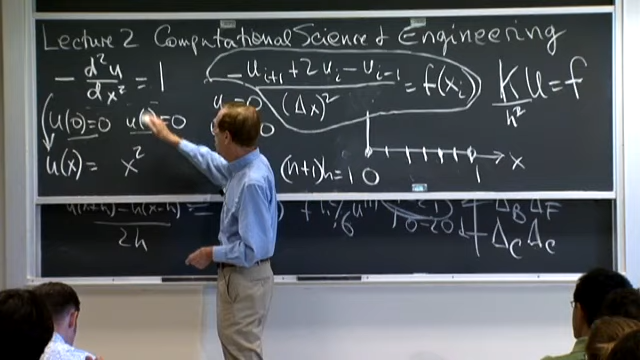 Lecture 2 Computational Science & Engineering
- d²u/dx² = 1
(-u_{i+1} + 2u_i - u_{i-1})/(Δx)² = f(x_i)
K/h² U = f
u(0)=0
=0
u(x) = x²
(n+1)h = 1
0
1
x
2h
Δ_B Δ_F
Δ_C Δ_C